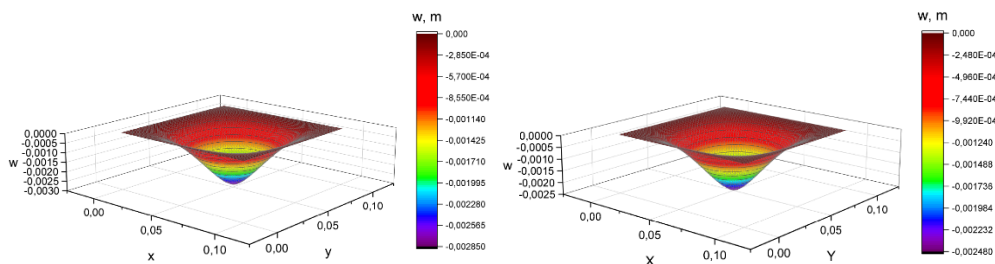 w, m
0,000
-2,850E-04
-5,700E-04
-8,550E-04
-0,001140
-0,001425
-0,001710
-0,001995
-0,002280
-0,002565
-0,002850
0.0000
-0.0005
-0.0010
-0.0015
-0.0020
-0.0025
-0.0030
w
0,00
0,05
0,10
x
0,00
0,05
0,10
y
w, m
0,000
-2,480E-04
-4,960E-04
-7,440E-04
-9,920E-04
-0,001240
-0,001488
-0,001736
-0,001984
-0,002232
-0,002480
0.0000
-0.0005
-0.0010
-0.0015
-0.0020
-0.0025
w
0,00
0,05
0,10
X
0,00
0,05
0,10
Y